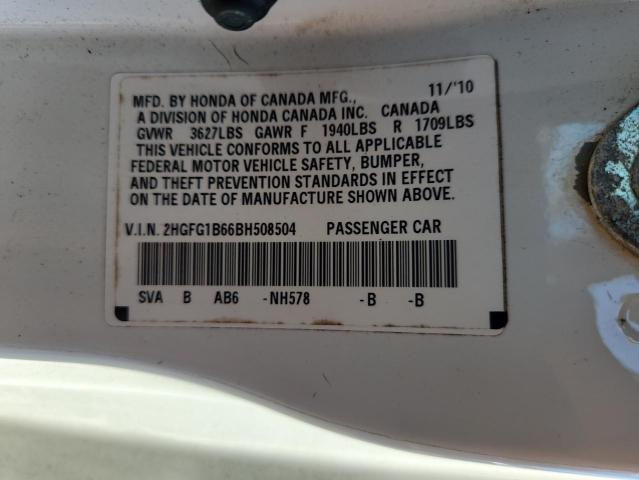 MFD. BY HONDA OF CANADA MFG., 11/'10
A DIVISION OF HONDA CANADA INC. CANADA
GVWR 3627LBS GAWR F 1940LBS R 1709LBS
THIS VEHICLE CONFORMS TO ALL APPLICABLE
FEDERAL MOTOR VEHICLE SAFETY, BUMPER,
AND THEFT PREVENTION STANDARDS IN EFFECT
ON THE DATE OF MANUFACTURE SHOWN ABOVE.
V.I.N. 2HGFG1B66BH508504 PASSENGER CAR
SVA B AB6 -NH578 -B -B